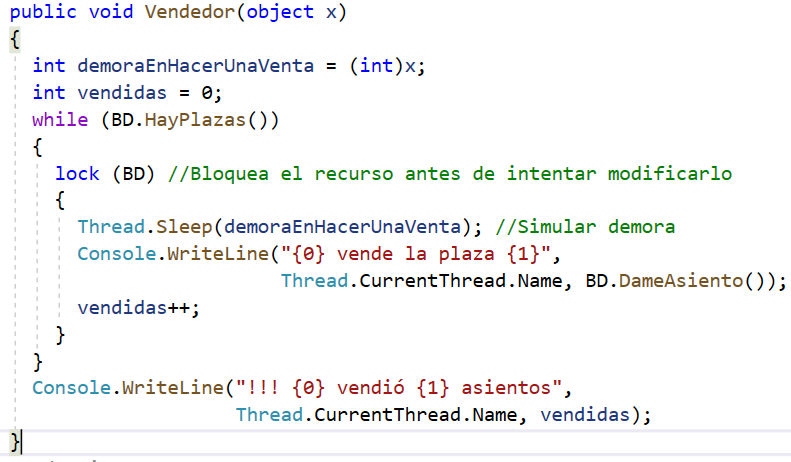 public void Vendedor(object x)
{
int demoraEnHacerUnaVenta = (int)x;
int vendidas = 0;
while (BD.HayPlazas())
{
lock (BD) //Bloquea el recurso antes de intentar modificarlo
{
Thread.Sleep(demoraEnHacerUnaVenta); //Simular demora
Console.WriteLine("{0} vende la plaza {1}",
Thread.CurrentThread.Name, BD.DameAsiento());
vendidas++;
}
}
Console.WriteLine("!!! {0} vendió {1} asientos",
Thread.CurrentThread.Name, vendidas);
}